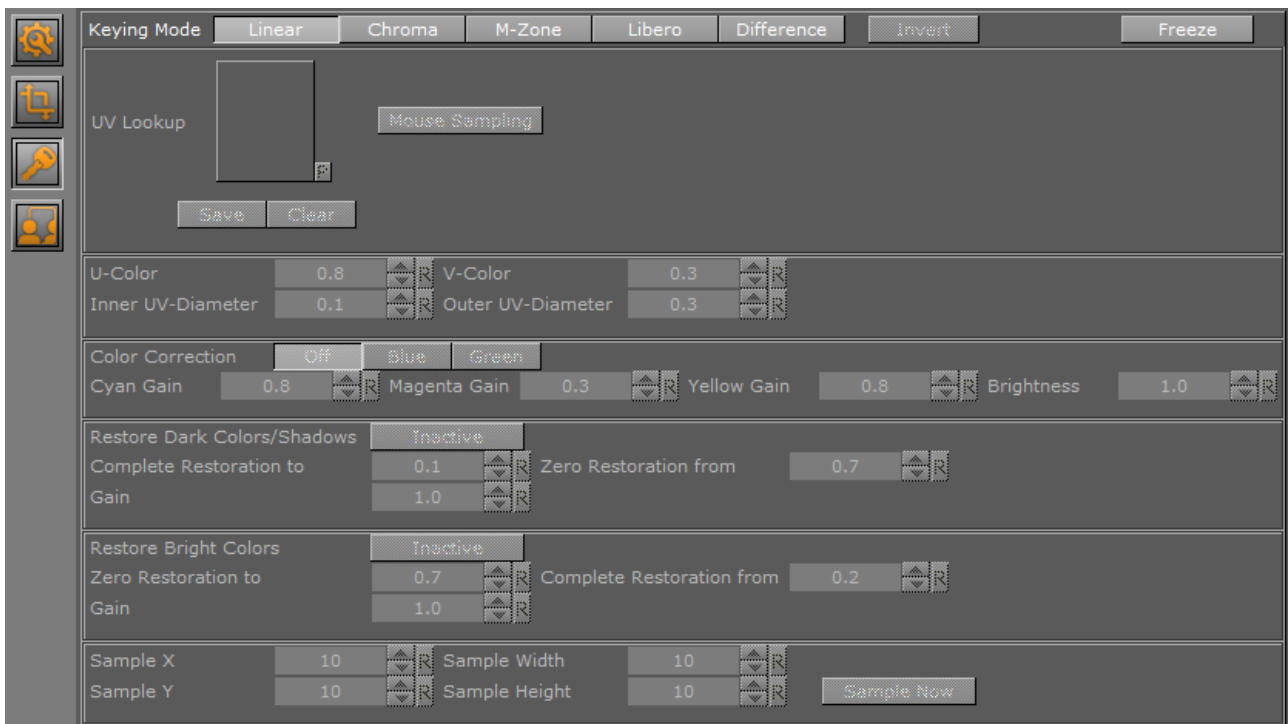 Keying Mode Linear Chroma M-Zone Libero Difference Invert Freeze
UV Lookup Mouse Sampling
P
Save Clear
U-Color 0.8 R V-Color 0.3 R
Inner UV-Diameter 0.1 R Outer UV-Diameter 0.3 R
Color Correction Off Blue Green
Cyan Gain 0.8 R Magenta Gain 0.3 R Yellow Gain 0.8 R Brightness 1.0 R
Restore Dark Colors/Shadows Inactive
Complete Restoration to 0.1 R Zero Restoration from 0.7 R
Gain 1.0 R
Restore Bright Colors Inactive
Zero Restoration to 0.7 R Complete Restoration from 0.2 R
Gain 1.0 R
Sample X 10 R Sample Width 10 R
Sample Y 10 R Sample Height 10 R Sample Now